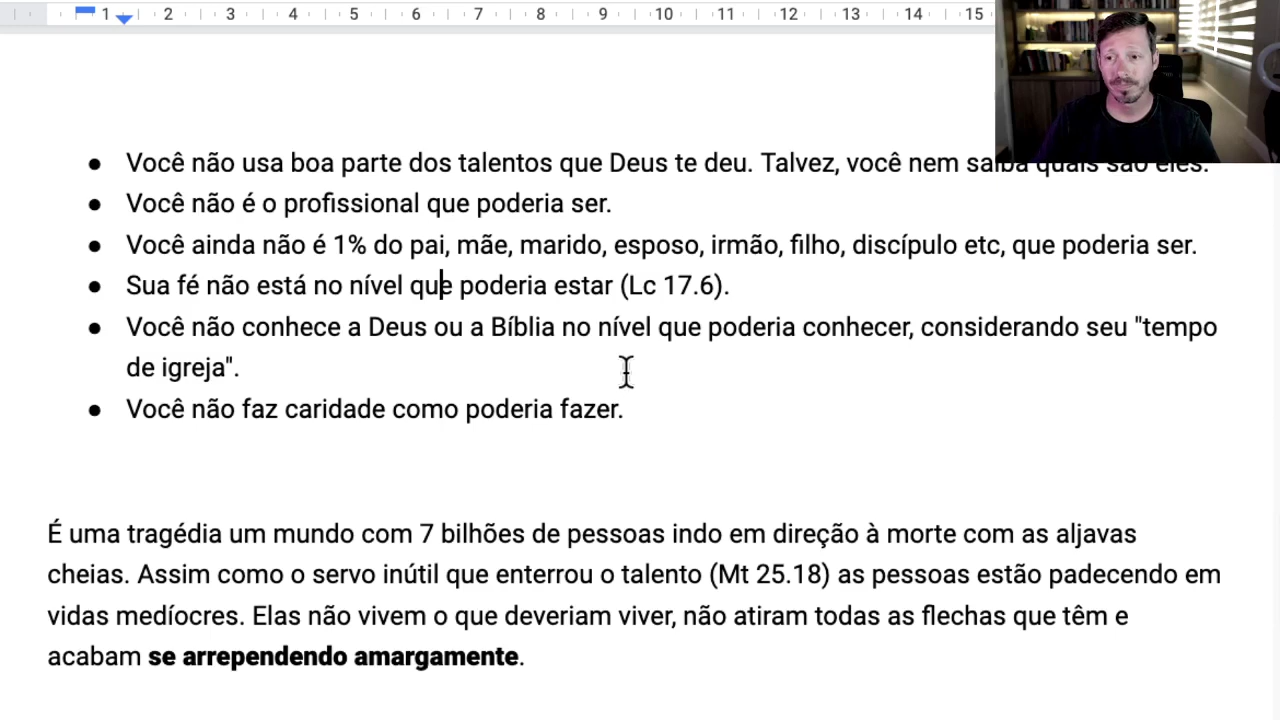 1 2 3 4 5 6 7 8 9 10 11 12 13 14 15
● Você não usa boa parte dos talentos que Deus te deu. Talvez, você nem saiba quais são eles.
● Você não é o profissional que poderia ser.
● Você ainda não é 1% do pai, mãe, marido, esposo, irmão, filho, discípulo etc, que poderia ser.
● Sua fé não está no nível que poderia estar (Lc 17.6).
● Você não conhece a Deus ou a Bíblia no nível que poderia conhecer, considerando seu "tempo
de igreja".
● Você não faz caridade como poderia fazer.
É uma tragédia um mundo com 7 bilhões de pessoas indo em direção à morte com as aljavas
cheias. Assim como o servo inútil que enterrou o talento (Mt 25.18) as pessoas estão padecendo em
vidas medíocres. Elas não vivem o que deveriam viver, não atiram todas as flechas que têm e
acabam se arrependendo amargamente.